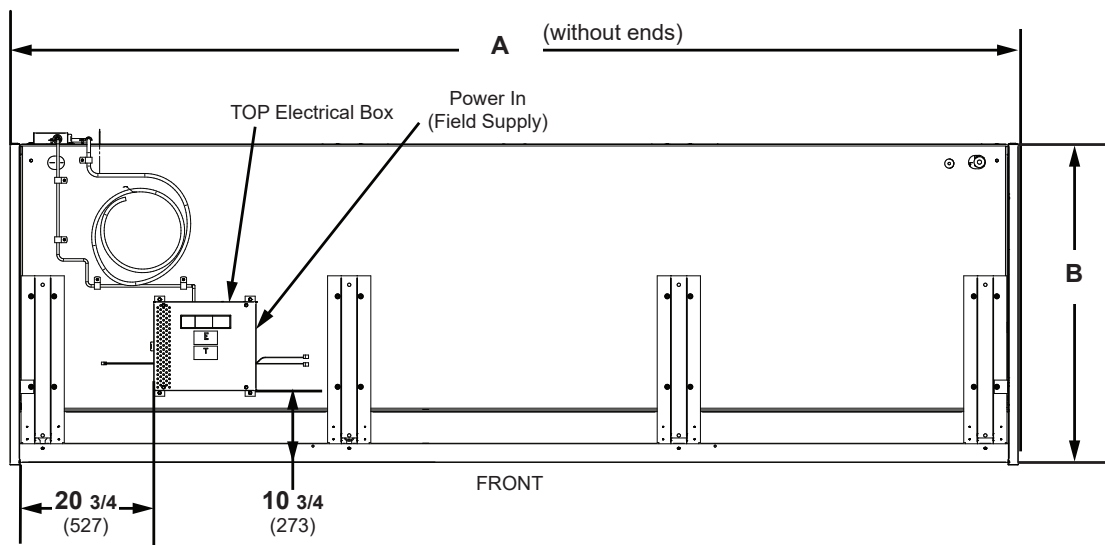 A (without ends)
TOP Electrical Box
Power In
(Field Supply)
B
E
T
FRONT
20 3/4
(527)
10 3/4
(273)